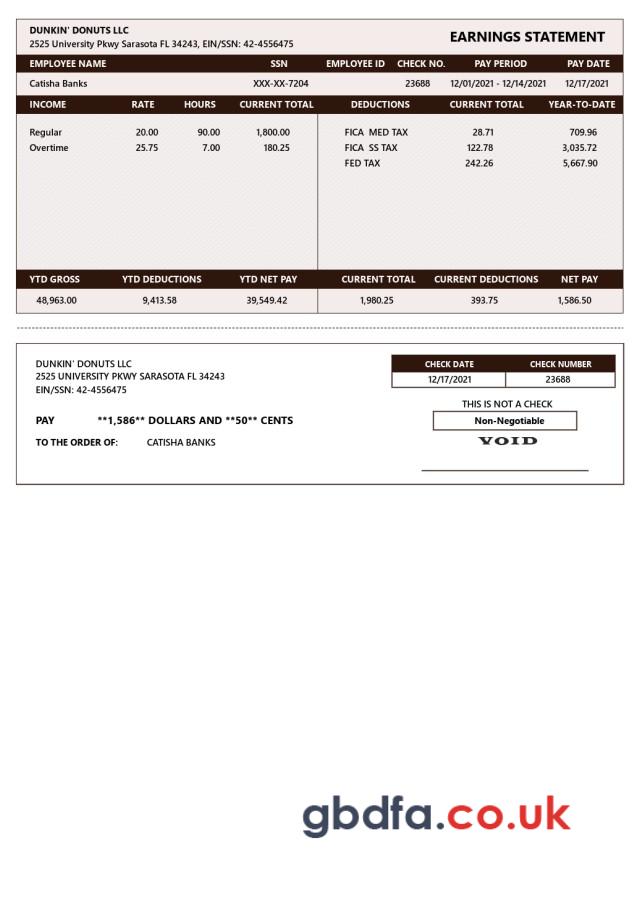 DUNKIN' DONUTS LLC
2525 University Pkwy Sarasota FL 34243, EIN/SSN: 42-4556475
EARNINGS STATEMENT
EMPLOYEE NAME SSN EMPLOYEE ID CHECK NO. PAY PERIOD PAY DATE
Catisha Banks XXX-XX-7204 23688 12/01/2021 - 12/14/2021 12/17/2021
INCOME RATE HOURS CURRENT TOTAL DEDUCTIONS CURRENT TOTAL YEAR-TO-DATE
Regular 20.00 90.00 1,800.00 FICA MED TAX 28.71 709.96
Overtime 25.75 7.00 180.25 FICA SS TAX 122.78 3,035.72
FED TAX 242.26 5,667.90
YTD GROSS YTD DEDUCTIONS YTD NET PAY CURRENT TOTAL CURRENT DEDUCTIONS NET PAY
48,963.00 9,413.58 39,549.42 1,980.25 393.75 1,586.50
DUNKIN' DONUTS LLC
2525 UNIVERSITY PKWY SARASOTA FL 34243
EIN/SSN: 42-4556475
CHECK DATE CHECK NUMBER
12/17/2021 23688
THIS IS NOT A CHECK
PAY **1,586** DOLLARS AND **50** CENTS
Non-Negotiable
TO THE ORDER OF: CATISHA BANKS
VOID
gbdfa.co.uk